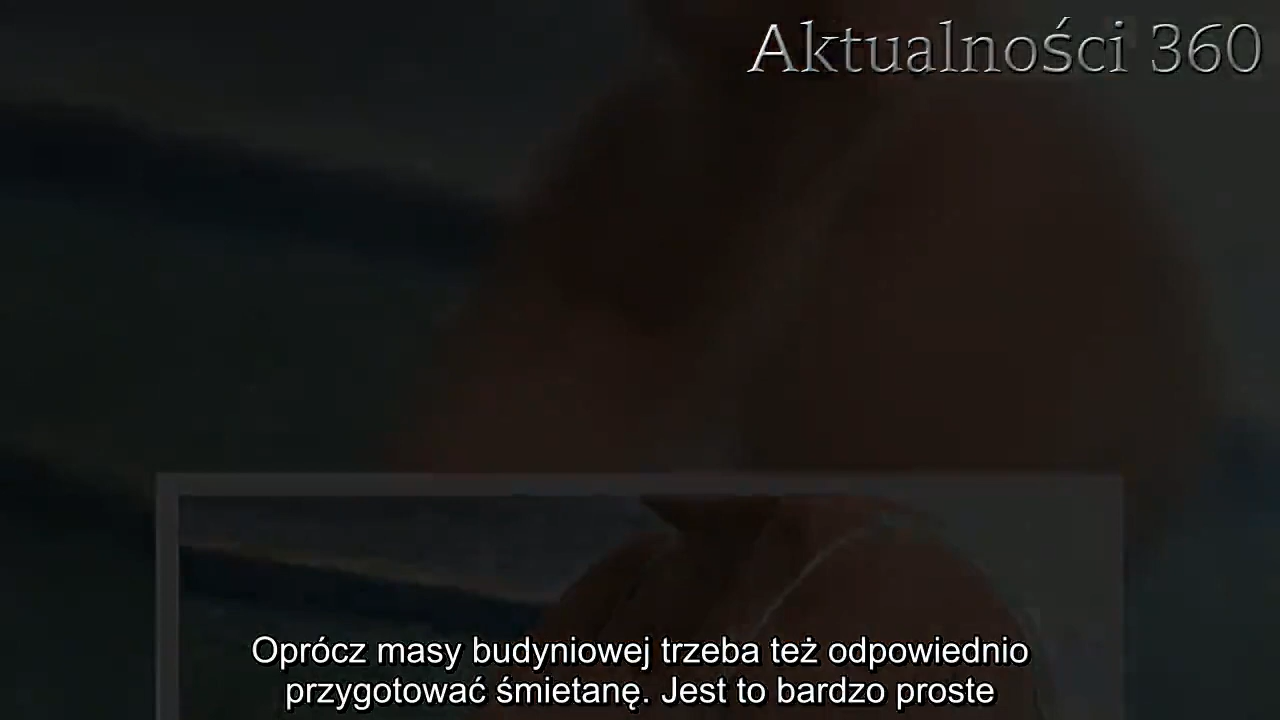 Aktualności 360
Oprócz masy budyniowej trzeba też odpowiednio
przygotować śmietanę. Jest to bardzo proste